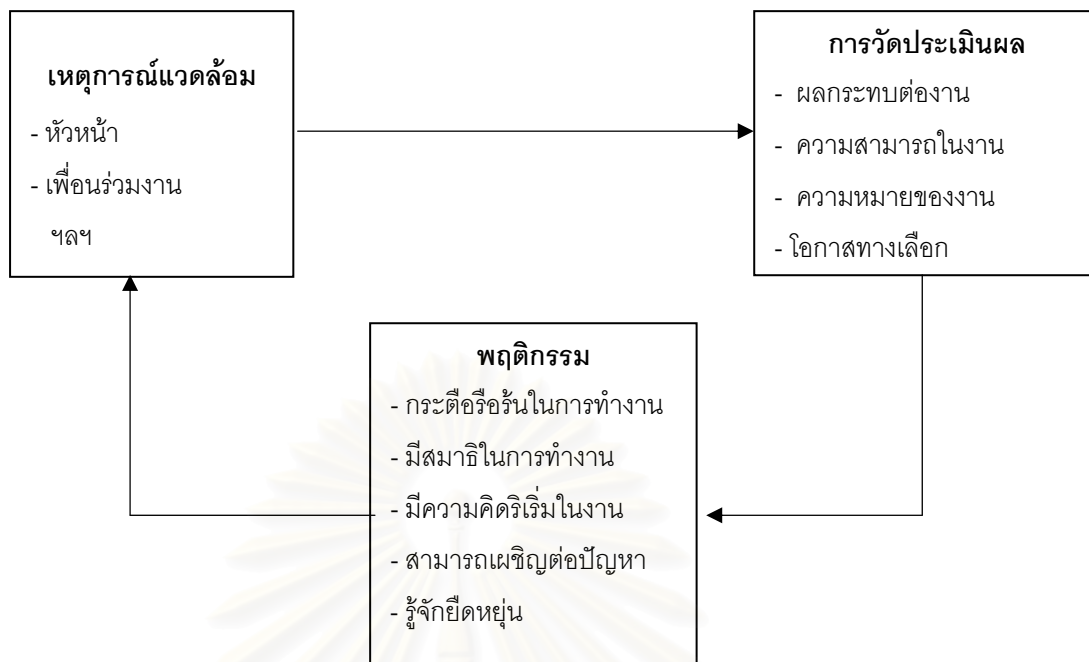 เหตุการณ์แวดล้อม
- หัวหน้า
- เพื่อนร่วมงาน
ฯลฯ
การวัดประเมินผล
- ผลกระทบต่องาน
- ความสามารถในงาน
- ความหมายของงาน
- โอกาสทางเลือก
พฤติกรรม
- กระตือรือร้นในการทำงาน
- มีสมาธิในการทำงาน
- มีความคิดริเริ่มในงาน
- สามารถเผชิญต่อปัญหา
- รู้จักยืดหยุ่น